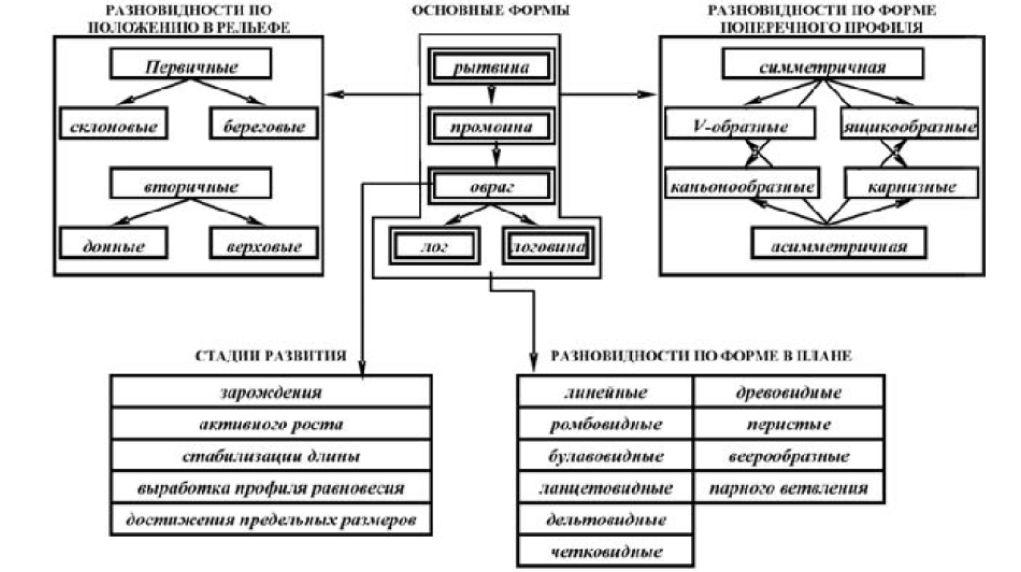 РАЗНОВИДНОСТИ ПО
ПОЛОЖЕНИЮ В РЕЛЬЕФЕ
Первичные
склоновые
береговые
вторичные
донные
верховые
ОСНОВНЫЕ ФОРМЫ
рытвина
промоина
овраг
лог
логовина
РАЗНОВИДНОСТИ ПО ФОРМЕ
ПОПЕРЕЧНОГО ПРОФИЛЯ
симметричная
V-образные
ящикообразные
каньонообразные
карнизные
асимметричная
СТАДИИ РАЗВИТИЯ
зарождения
активного роста
стабилизации длины
выработка профиля равновесия
достижения предельных размеров
РАЗНОВИДНОСТИ ПО ФОРМЕ В ПЛАНЕ
линейные
древовидные
ромбовидные
перистые
булавовидные
веерообразные
ланцетовидные
парного ветвления
дельтовидные
четковидные